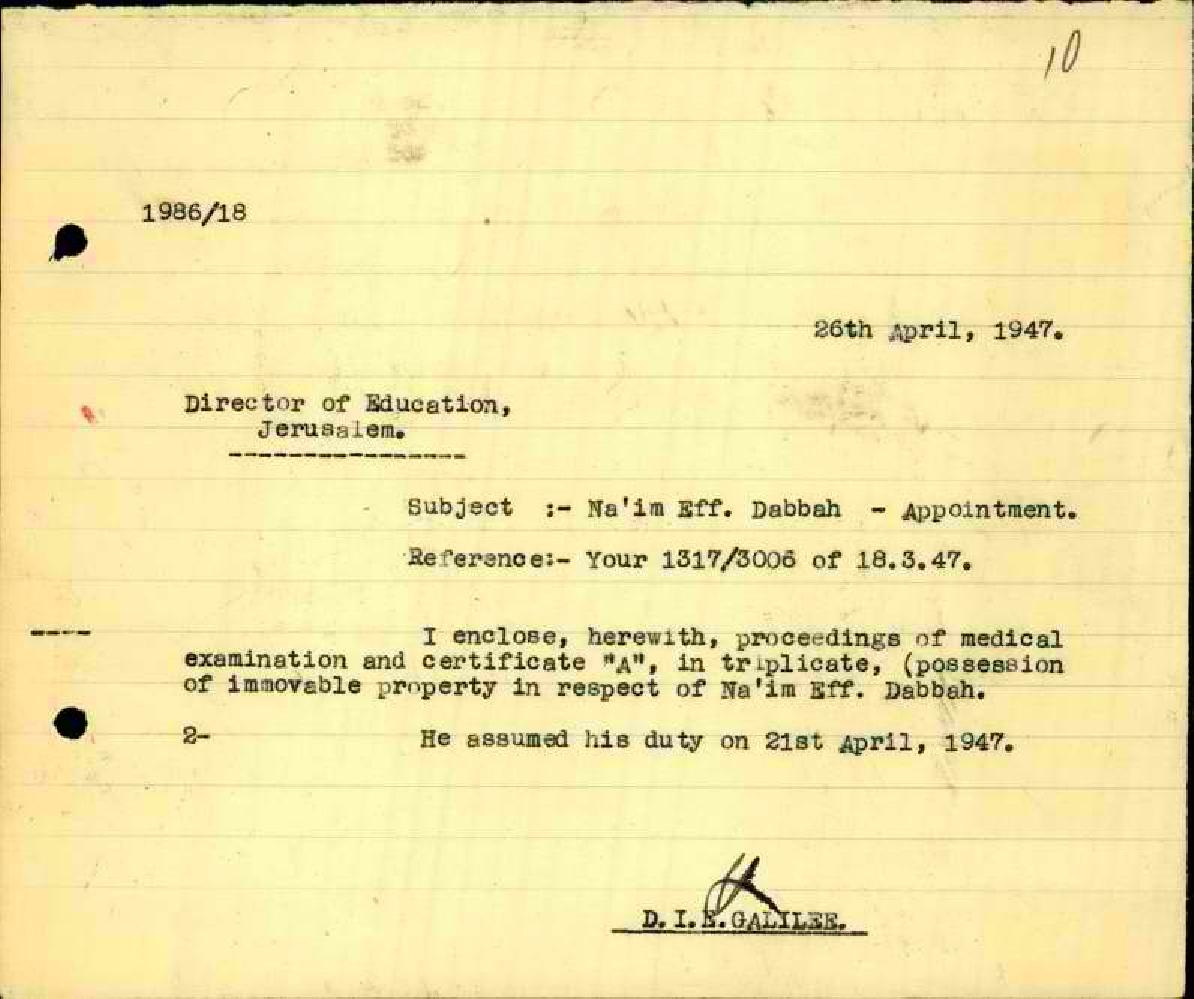 10
1986/18
26th April, 1947.
Director of Education,
Jerusalem.
----------------
Subject :- Na'im Eff. Dabbah - Appointment.
Reference:- Your 1317/3006 of 18.3.47.
----
I enclose, herewith, proceedings of medical
examination and certificate "A", in triplicate, (possession
of immovable property in respect of Na'im Eff. Dabbah.
2- He assumed his duty on 21st April, 1947.
D.I.E.GALILEE.